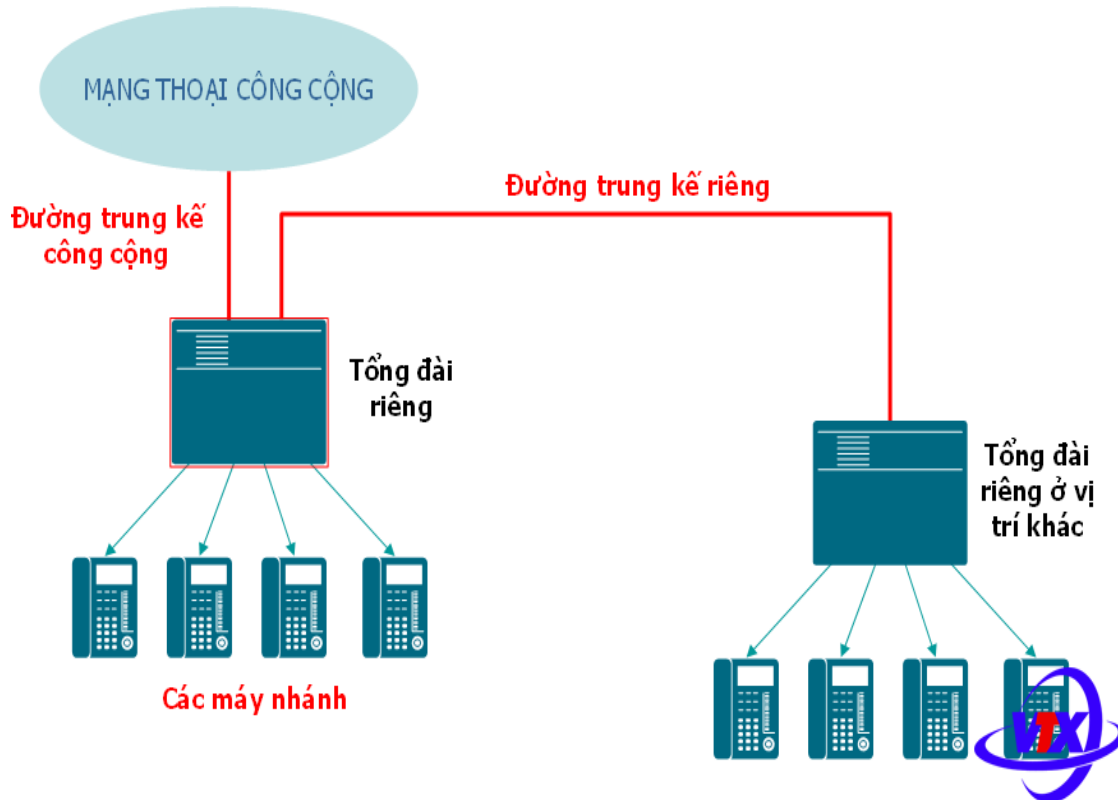 MẠNG THOẠI CÔNG CỘNG
Đường trung kế riêng
Đường trung kế
công cộng
Tổng đài
riêng
Tổng đài
riêng ở vị
trí khác
Các máy nhánh
VTX